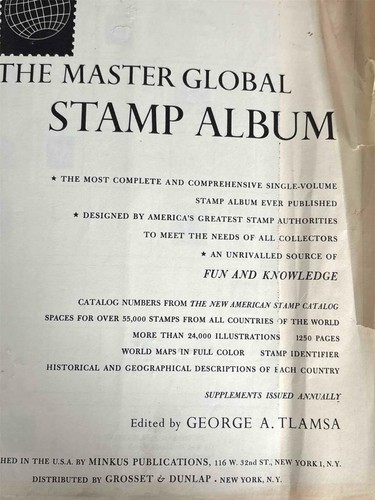 THE MASTER GLOBAL
STAMP ALBUM
★ THE MOST COMPLETE AND COMPREHENSIVE SINGLE-VOLUME
STAMP ALBUM EVER PUBLISHED
★ DESIGNED BY AMERICA'S GREATEST STAMP AUTHORITIES
TO MEET THE NEEDS OF ALL COLLECTORS
★ AN UNRIVALLED SOURCE OF
FUN AND KNOWLEDGE
CATALOG NUMBERS FROM THE NEW AMERICAN STAMP CATALOG
SPACES FOR OVER 55,000 STAMPS FROM ALL COUNTRIES OF THE WORLD
MORE THAN 24,000 ILLUSTRATIONS 1250 PAGES
WORLD MAPS IN FULL COLOR STAMP IDENTIFIER
HISTORICAL AND GEOGRAPHICAL DESCRIPTIONS OF EACH COUNTRY
SUPPLEMENTS ISSUED ANNUALLY
Edited by GEORGE A. TLAMSA
HED IN THE U.S.A. BY MINKUS PUBLICATIONS, 116 W. 32nd ST., NEW YORK 1, N.Y.
DISTRIBUTED BY GROSSET & DUNLAP • NEW YORK, N.Y.